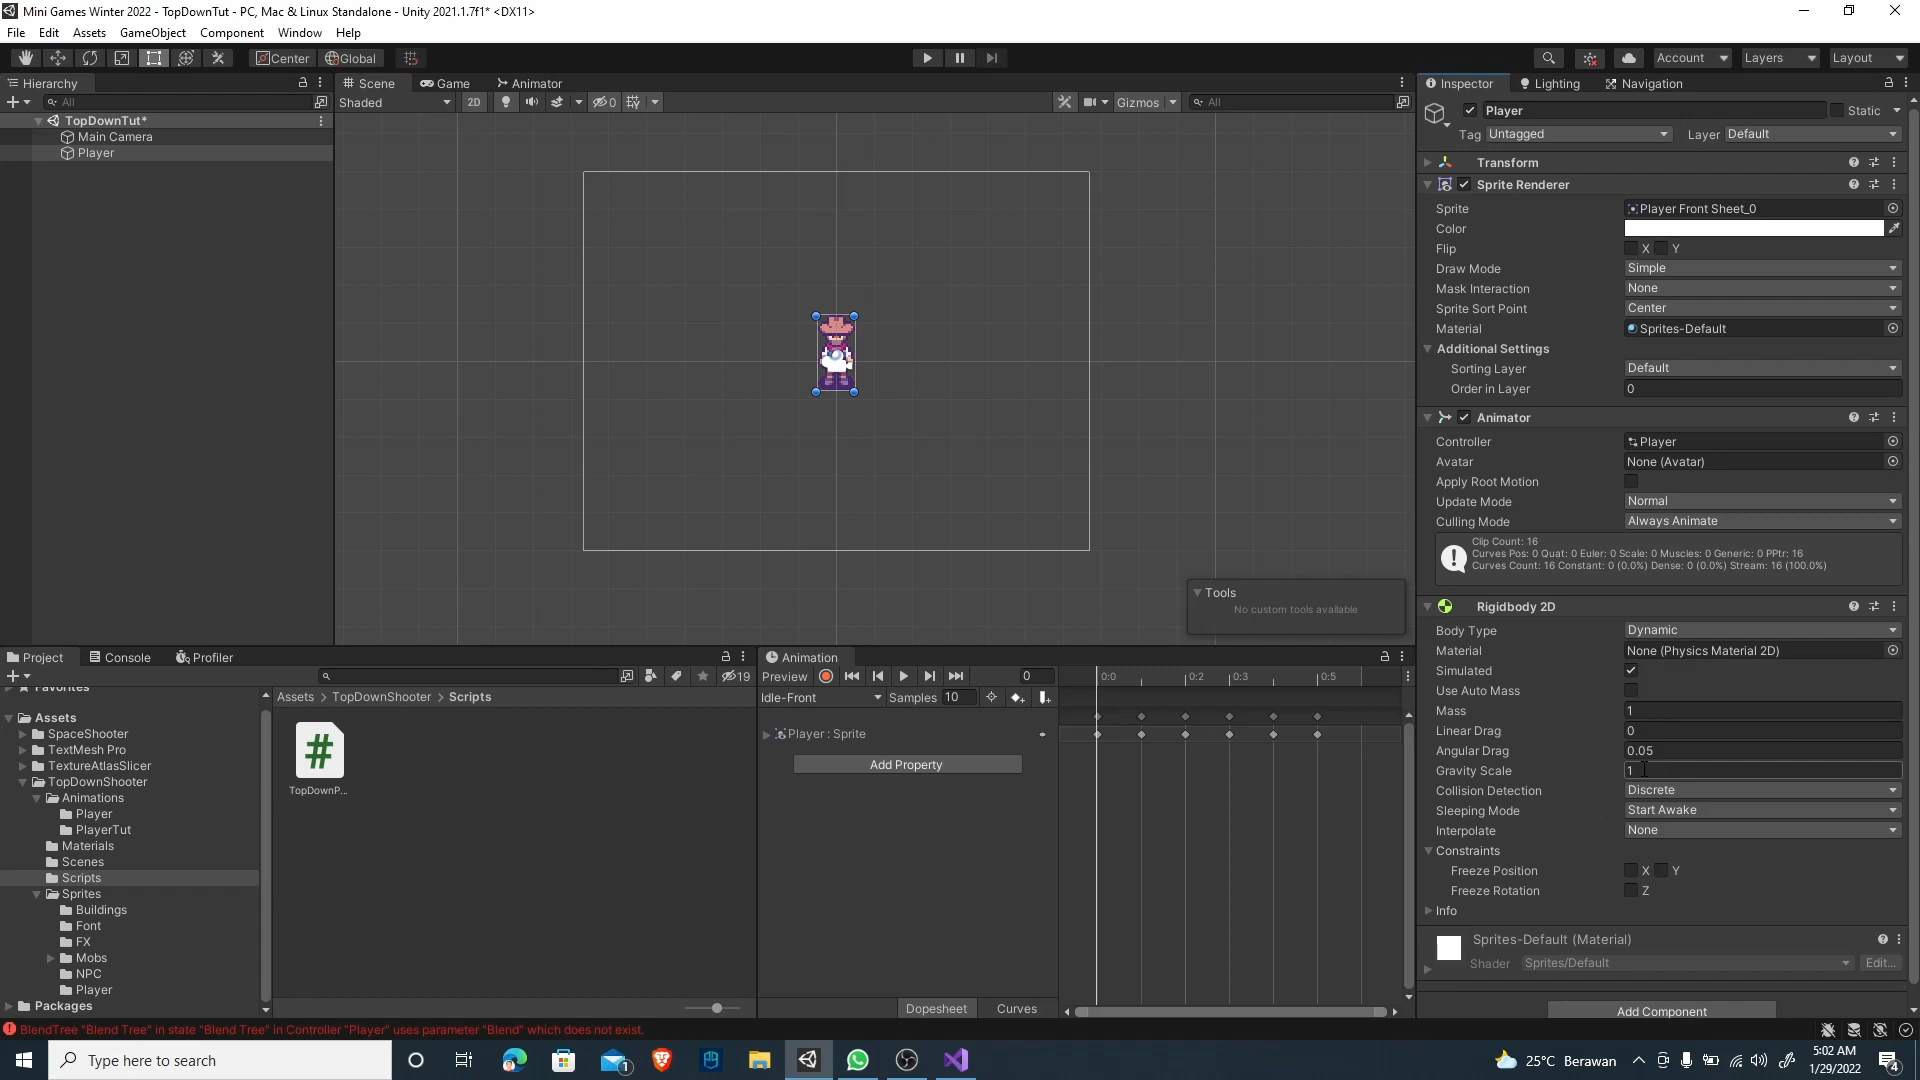 Mini Games Winter 2022 - TopDownTut - PC, Mac & Linux Standalone - Unity 2021.1.7f1* <DX11>
File Edit Assets GameObject Component Window Help
Center Global Account Layers Layout
Hierarchy
All
TopDownTut*
Main Camera
Player
Scene Game Animator
Shaded 2D 0 Gizmos All
Tools
No custom tools available
Inspector Lighting Navigation
Player Static
Tag Untagged Layer Default
Transform
Sprite Renderer
Sprite Player Front Sheet_0
Color
Flip X Y
Draw Mode Simple
Mask Interaction None
Sprite Sort Point Center
Material Sprites-Default
Additional Settings
Sorting Layer Default
Order in Layer 0
Animator
Controller Player
Avatar None (Avatar)
Apply Root Motion
Update Mode Normal
Culling Mode Always Animate
Clip Count: 16
Curves Pos: 0 Quat: 0 Euler: 0 Scale: 0 Muscles: 0 Generic: 0 PPtr: 16
Curves Count: 16 Constant: 0 (0.0%) Dense: 0 (0.0%) Stream: 16 (100.0%)
Rigidbody 2D
Body Type Dynamic
Material None (Physics Material 2D)
Simulated
Use Auto Mass
Mass 1
Linear Drag 0
Angular Drag 0.05
Gravity Scale 1
Collision Detection Discrete
Sleeping Mode Start Awake
Interpolate None
Constraints
Freeze Position X Y
Freeze Rotation Z
Info
Sprites-Default (Material)
Shader Sprites/Default Edit...
Add Component
Project Console Profiler
19
Favorites
Assets
SpaceShooter
TextMesh Pro
TextureAtlasSlicer
TopDownShooter
Animations
Player
PlayerTut
Materials
Scenes
Scripts
Sprites
Buildings
Font
FX
Mobs
NPC
Player
Packages
Assets > TopDownShooter > Scripts
#
TopDownP...
Animation
Preview 0 0:0 0:2 0:3 0:5
Idle-Front Samples 10
Player : Sprite
Add Property
Dopesheet Curves
BlendTree "Blend Tree" in state "Blend Tree" in Controller "Player" uses parameter "Blend" which does not exist.
Type here to search
1
25°C Berawan
5:02 AM
1/29/2022
4